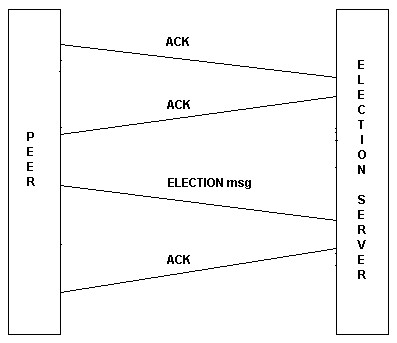 ACK
ACK
PEER
ELECTION SERVER
ELECTION msg
ACK